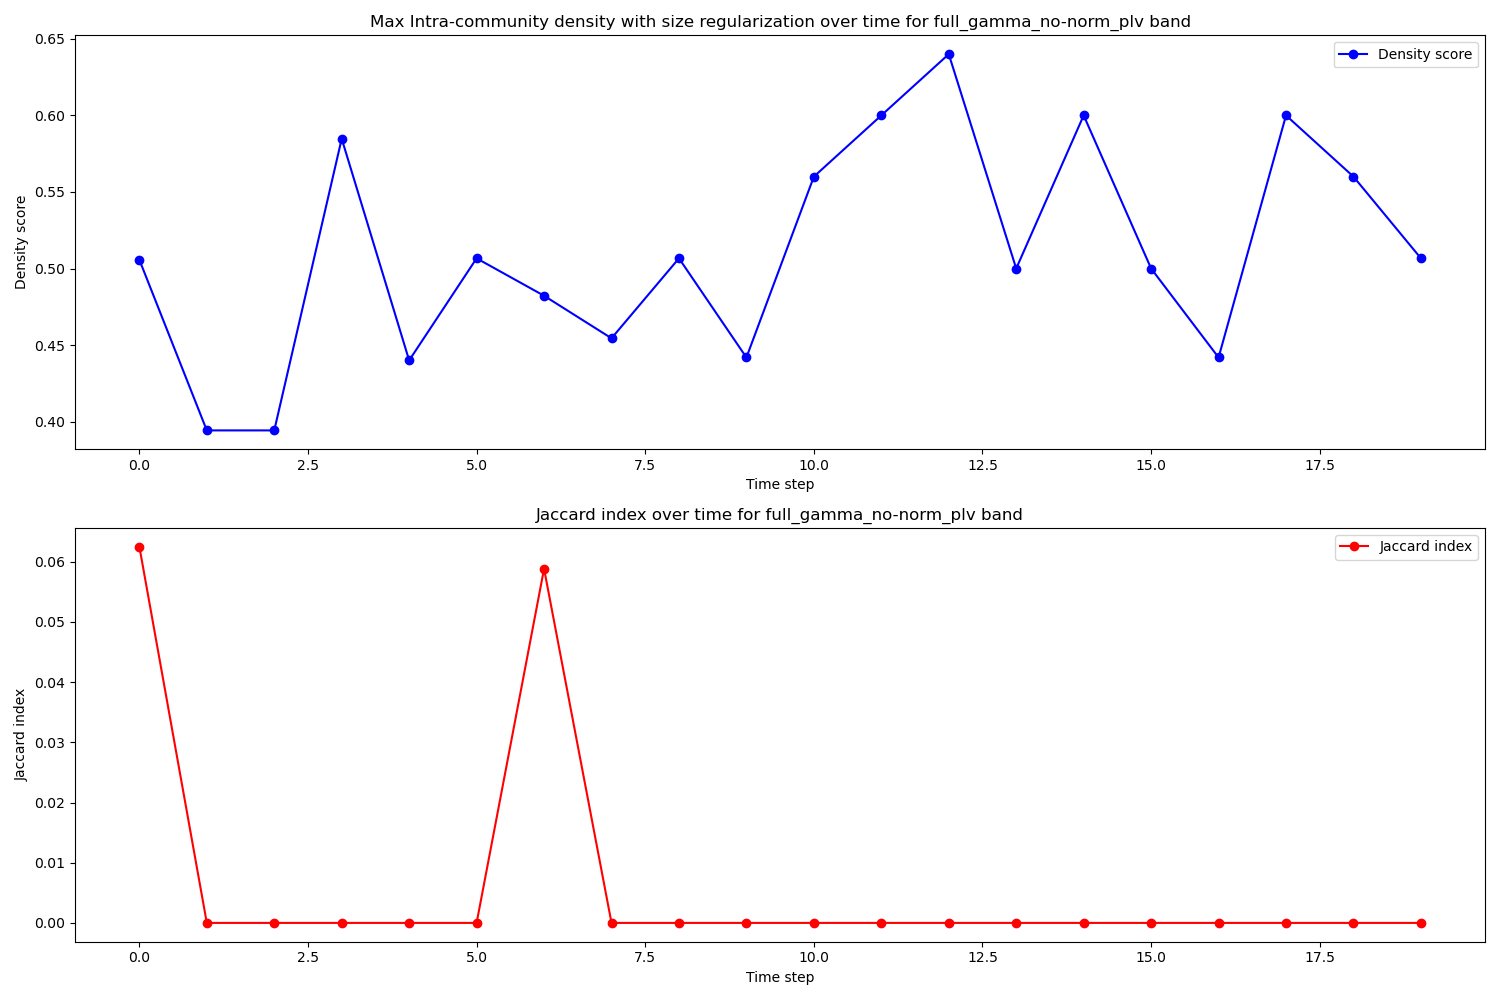 Max Intra-community density with size regularization over time for full_gamma_no-norm_plv band
Density score
0.65
0.60
0.55
0.50
0.45
0.40
Density score
0.0 2.5 5.0 7.5 10.0 12.5 15.0 17.5
Time step
Jaccard index over time for full_gamma_no-norm_plv band
Jaccard index
0.06
0.05
0.04
0.03
0.02
0.01
0.00
Jaccard index
0.0 2.5 5.0 7.5 10.0 12.5 15.0 17.5
Time step